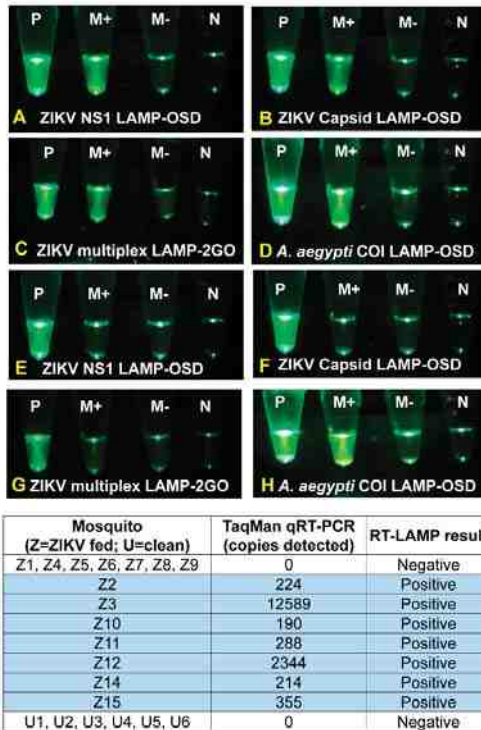 P M+ M- N
A ZIKV NS1 LAMP-OSD
P M+ M- N
B ZIKV Capsid LAMP-OSD
P M+ M- N
C ZIKV multiplex LAMP-2GO
P M+ M- N
D A. aegypti COI LAMP-OSD
P M+ M- N
E ZIKV NS1 LAMP-OSD
P M+ M- N
F ZIKV Capsid LAMP-OSD
P M+ M- N
G ZIKV multiplex LAMP-2GO
P M+ M- N
H A. aegypti COI LAMP-OSD
Mosquito TaqMan qRT-PCR RT-LAMP resul
(Z=ZIKV fed; U=clean) (copies detected)
Z1, Z4, Z5, Z6, Z7, Z8, Z9 0 Negative
Z2 224 Positive
Z3 12589 Positive
Z10 190 Positive
Z11 288 Positive
Z12 2344 Positive
Z14 214 Positive
Z15 355 Positive
U1, U2, U3, U4, U5, U6 0 Negative